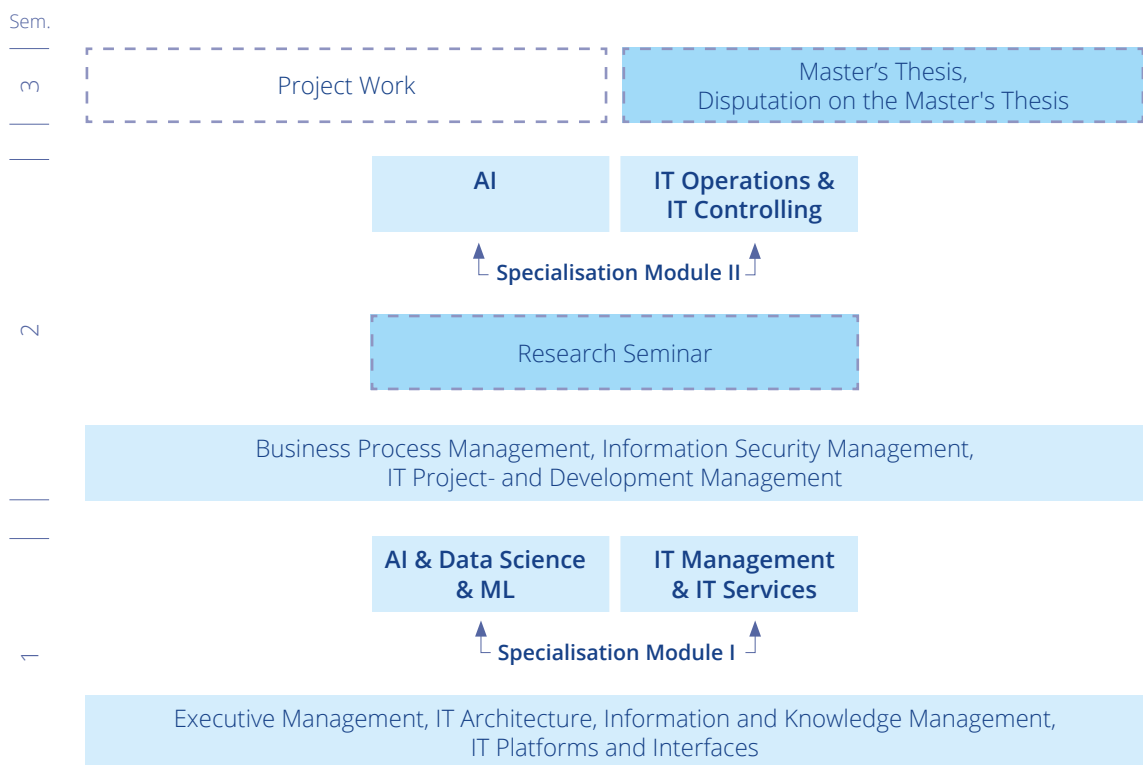 Sem.
3
Project Work
Master’s Thesis,
Disputation on the Master's Thesis
AI
IT Operations &
IT Controlling
Specialisation Module II
2
Research Seminar
Business Process Management, Information Security Management,
IT Project- and Development Management
AI & Data Science
& ML
IT Management
& IT Services
Specialisation Module I
1
Executive Management, IT Architecture, Information and Knowledge Management,
IT Platforms and Interfaces